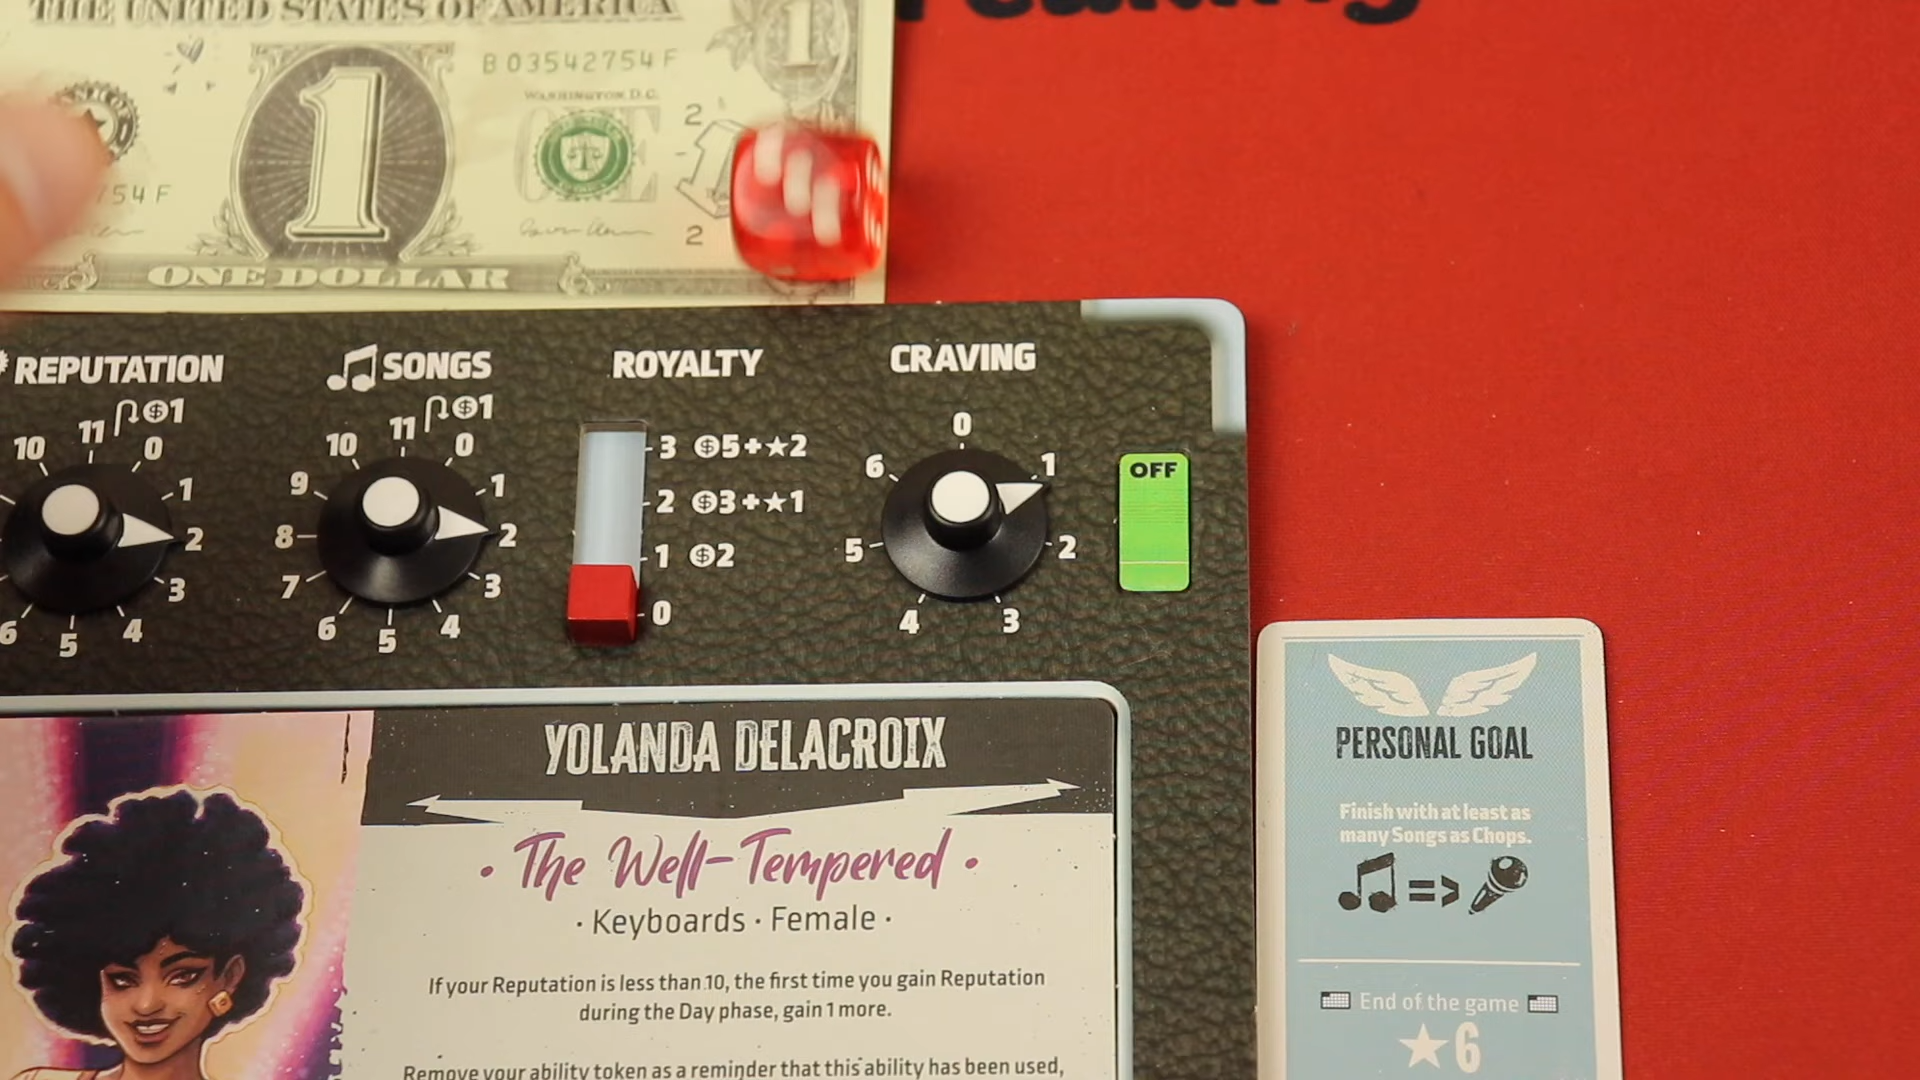 THE UNITED STATES OF AMERICA
1
B 03542754 F
WASHINGTON D.C.
1
2
754 F
2
ONE DOLLAR
REPUTATION
SONGS
ROYALTY
CRAVING
10 11 $1 0 1 2 3 4 5 6
10 11 $1 0 1 2 3 4 5 6 7 8 9
3 $5+★2
2 $3+★1
1 $2
0
0 1 2 3 4 5 6
OFF
YOLANDA DELACROIX
• The Well-Tempered •
· Keyboards · Female ·
If your Reputation is less than 10, the first time you gain Reputation
during the Day phase, gain 1 more.
Remove your ability token as a reminder that this ability has been used,
PERSONAL GOAL
Finish with at least as
many Songs as Chops.
=>
End of the game
★6